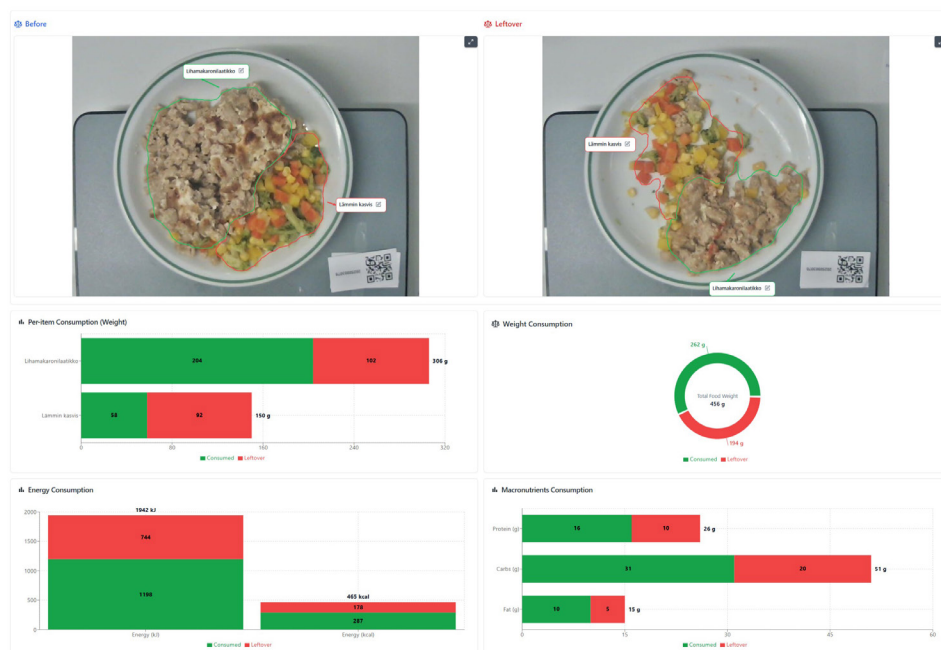 Before
Lihamakaronilaatikko
Lämmin kasvis
Leftover
Lämmin kasvis
Lihamakaronilaatikko
Per-item Consumption (Weight)
Lihamakaronilaatikko
204
102
306 g
Lämmin kasvis
58
92
150 g
0
80
160
240
320
Consumed
Leftover
Weight Consumption
262 g
Total Food Weight
456 g
194 g
Consumed
Leftover
Energy Consumption
1942 kJ
2000
744
1500
1000
1198
465 kcal
500
178
287
0
Energy (kJ)
Energy (kcal)
Consumed
Leftover
Macronutrients Consumption
Protein (g)
16
10
26 g
Carbs (g)
31
20
51 g
Fat (g)
10
5
15 g
0
15
30
45
60
Consumed
Leftover